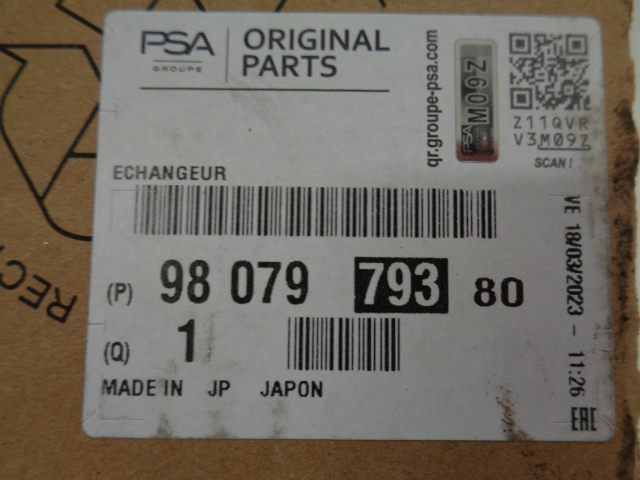 PSA
GROUPE
ORIGINAL
PARTS
qr.groupe-psa.com
PSA M09Z
Z11QVR
V3M09Z
SCAN!
ECHANGEUR
(P) 98 079 793 80
(Q) 1
MADE IN JP JAPON
VE 18/03/2023 - 11:26
EAC
REC